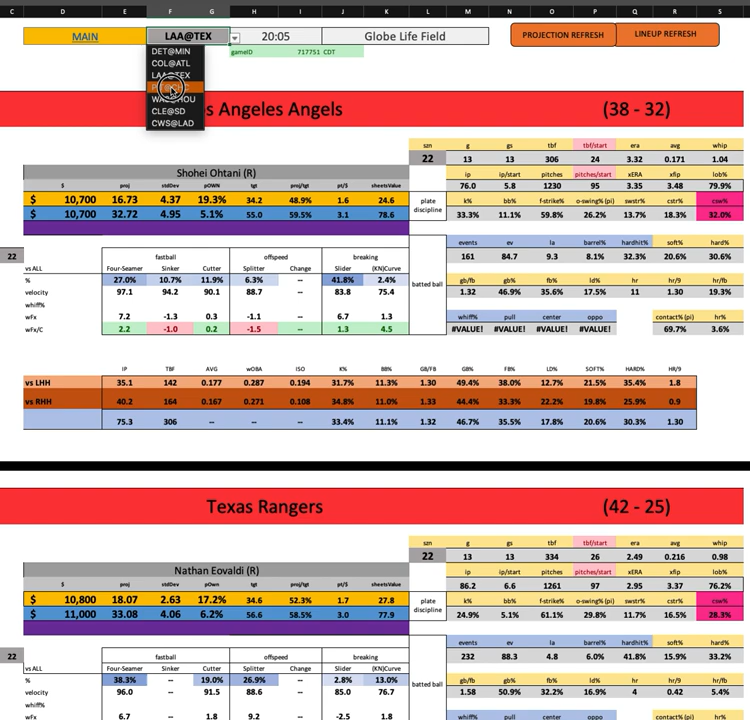 C D E F G H I J K L M N O P Q R S
MAIN LAA@TEX 20:05 Globe Life Field PROJECTION REFRESH LINEUP REFRESH
gameID 717751 CDT
DET@MIN
COL@ATL
LAA@TEX
CLE@SD
CWS@LAD
Angeles Angels (38 - 32)
szn g gs tbf tbf/start era avg whip
22 13 13 306 24 3.32 0.171 1.04
Shohei Ohtani (R) ip ip/start pitches pitches/start xERA xfip lob%
$ proj stdDev pOWN tgt proj/tgt pt/$ sheetsValue 76.0 5.8 1230 95 3.35 3.48 79.9%
$ 10,700 16.73 4.37 19.3% 34.2 48.9% 1.6 24.6 plate discipline k% bb% f-strike% o-swing% (pi) swstr% cstr% csw%
$ 10,700 32.72 4.95 5.1% 55.0 59.5% 3.1 78.6 33.3% 11.1% 59.8% 26.2% 13.7% 18.3% 32.0%
22 fastball offspeed breaking batted ball events ev la barrel% hardhit% soft% hard%
vs ALL Four-Seamer Sinker Cutter Splitter Change Slider (KN)Curve 161 84.7 9.3 8.1% 32.3% 20.6% 30.6%
% 27.0% 10.7% 11.9% 6.3% -- 41.8% 2.4%
velocity 97.1 94.2 90.1 88.7 -- 83.8 75.4 gb/fb gb% fb% ld% hr hr/9 hr/fb
whiff% 1.32 46.9% 35.6% 17.5% 11 1.30 19.3%
wFx 7.2 -1.3 0.3 -1.1 -- 6.7 1.3 whiff% pull center oppo contact% (pi) hr%
wFx/C 2.2 -1.0 0.2 -1.5 -- 1.3 4.5 #VALUE! #VALUE! #VALUE! #VALUE! 69.7% 3.6%
IP TBF AVG wOBA ISO K% BB% GB/FB GB% FB% LD% SOFT% HARD% HR/9
vs LHH 35.1 142 0.177 0.287 0.194 31.7% 11.3% 1.30 49.4% 38.0% 12.7% 21.5% 35.4% 1.8
vs RHH 40.2 164 0.167 0.271 0.108 34.8% 11.0% 1.33 44.4% 33.3% 22.2% 19.8% 25.9% 0.9
75.3 306 -- -- -- 33.4% 11.1% 1.32 46.7% 35.5% 17.8% 20.6% 30.3% 1.30
Texas Rangers (42 - 25)
szn g gs tbf tbf/start era avg whip
22 13 13 334 26 2.49 0.216 0.98
Nathan Eovaldi (R) ip ip/start pitches pitches/start xERA xfip lob%
$ proj stdDev pOwn tgt proj/tgt pt/$ sheetsValue 86.2 6.6 1261 97 2.95 3.37 76.2%
$ 10,800 18.07 2.63 17.2% 34.6 52.3% 1.7 27.8 plate discipline k% bb% f-strike% o-swing% (pi) swstr% cstr% csw%
$ 11,000 33.08 4.06 6.2% 56.6 58.5% 3.0 77.9 24.9% 5.1% 61.1% 29.8% 11.7% 16.5% 28.3%
22 fastball offspeed breaking batted ball events ev la barrel% hardhit% soft% hard%
vs ALL Four-Seamer Sinker Cutter Splitter Change Slider (KN)Curve 232 88.3 4.8 6.0% 41.8% 15.9% 33.2%
% 38.3% -- 19.0% 26.9% -- 2.8% 13.0%
velocity 96.0 -- 91.5 88.6 -- 85.0 76.7 gb/fb gb% fb% ld% hr hr/9 hr/fb
whiff% 1.58 50.9% 32.2% 16.9% 4 0.42 5.4%
wFx 6.7 -- 1.8 9.2 -- -2.5 1.8 whiff% pull center oppo contact% (pi) hr%